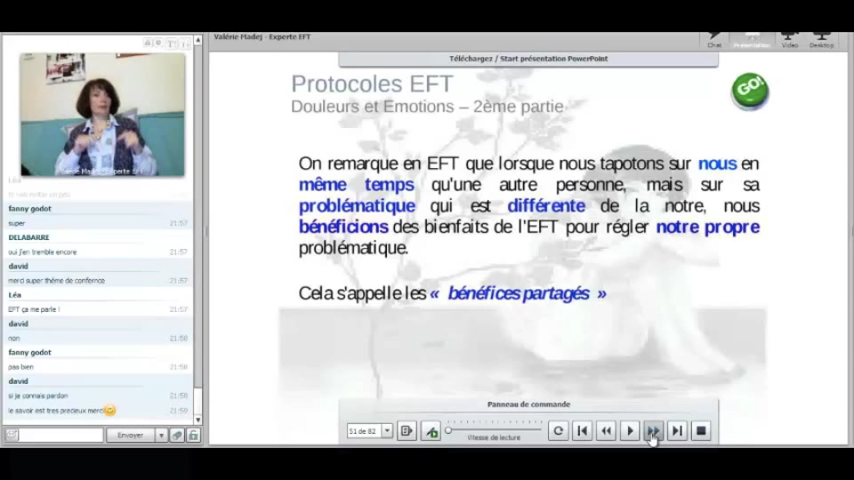 Valérie Madej - Experte EFT
Chat
Présentation
Video
Desktop
Téléchargez / Start présentation PowerPoint
Protocoles EFT
Douleurs et Emotions – 2ème partie
GO!
On remarque en EFT que lorsque nous tapotons sur nous en
même temps qu'une autre personne, mais sur sa
problématique qui est différente de la notre, nous
bénéficions des bienfaits de l'EFT pour régler notre propre
problématique.
Cela s'appelle les « bénéfices partagés »
Léa
fanny godot
super 21:57
DELABARRE
oui j'en tremble encore 21:57
david
merci super thème de confernce 21:57
Léa
EFT ça me parle ! 21:57
david
non 21:58
fanny godot
pas bien 21:58
david
si je connais pardon 21:58
le savoir est tres precieux merci 21:59
Envoyer
Panneau de commande
51 de 82
Vitesse de lecture